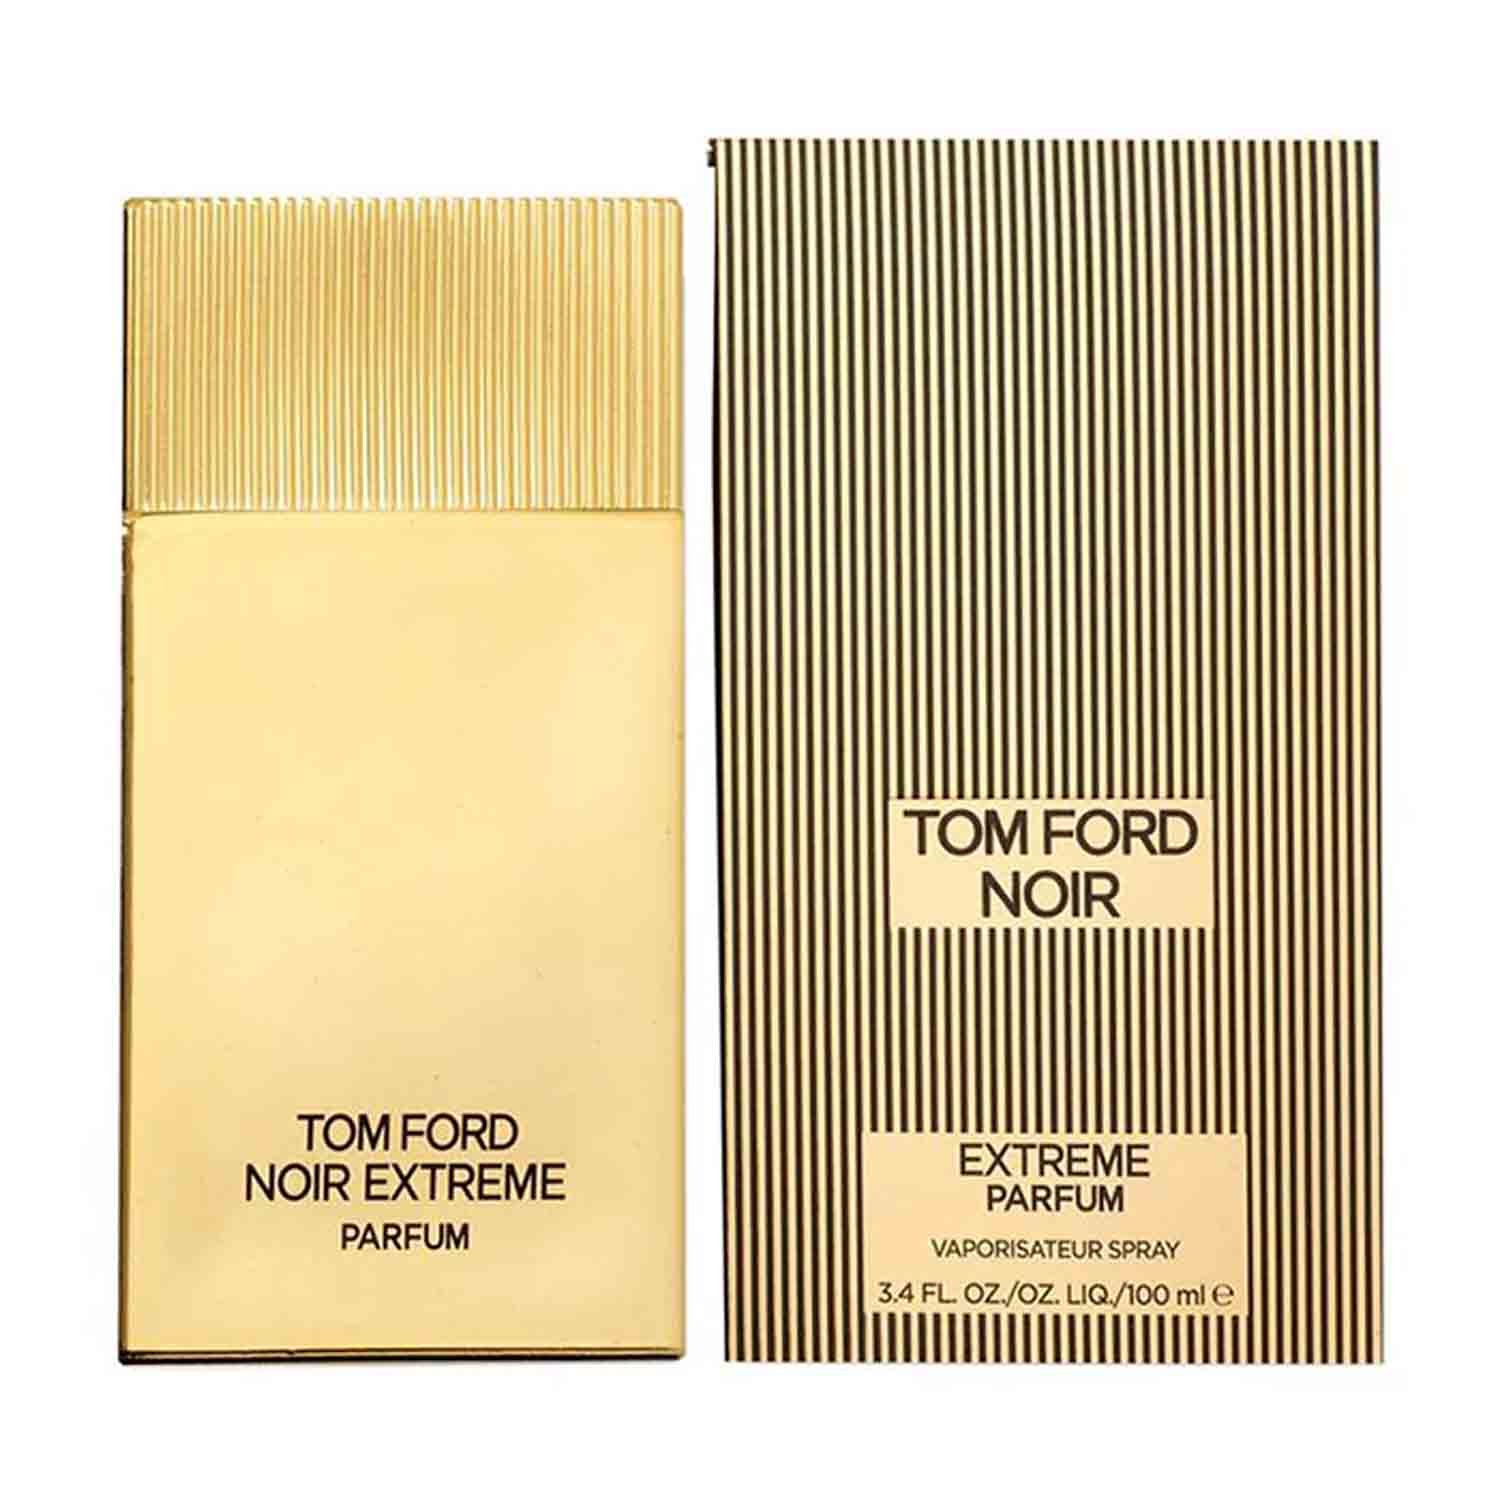 TOM FORD
NOIR EXTREME
PARFUM
TOM FORD
NOIR
EXTREME
PARFUM
VAPORISATEUR SPRAY
3.4 FL. OZ./OZ. LIQ./100 ml ℮